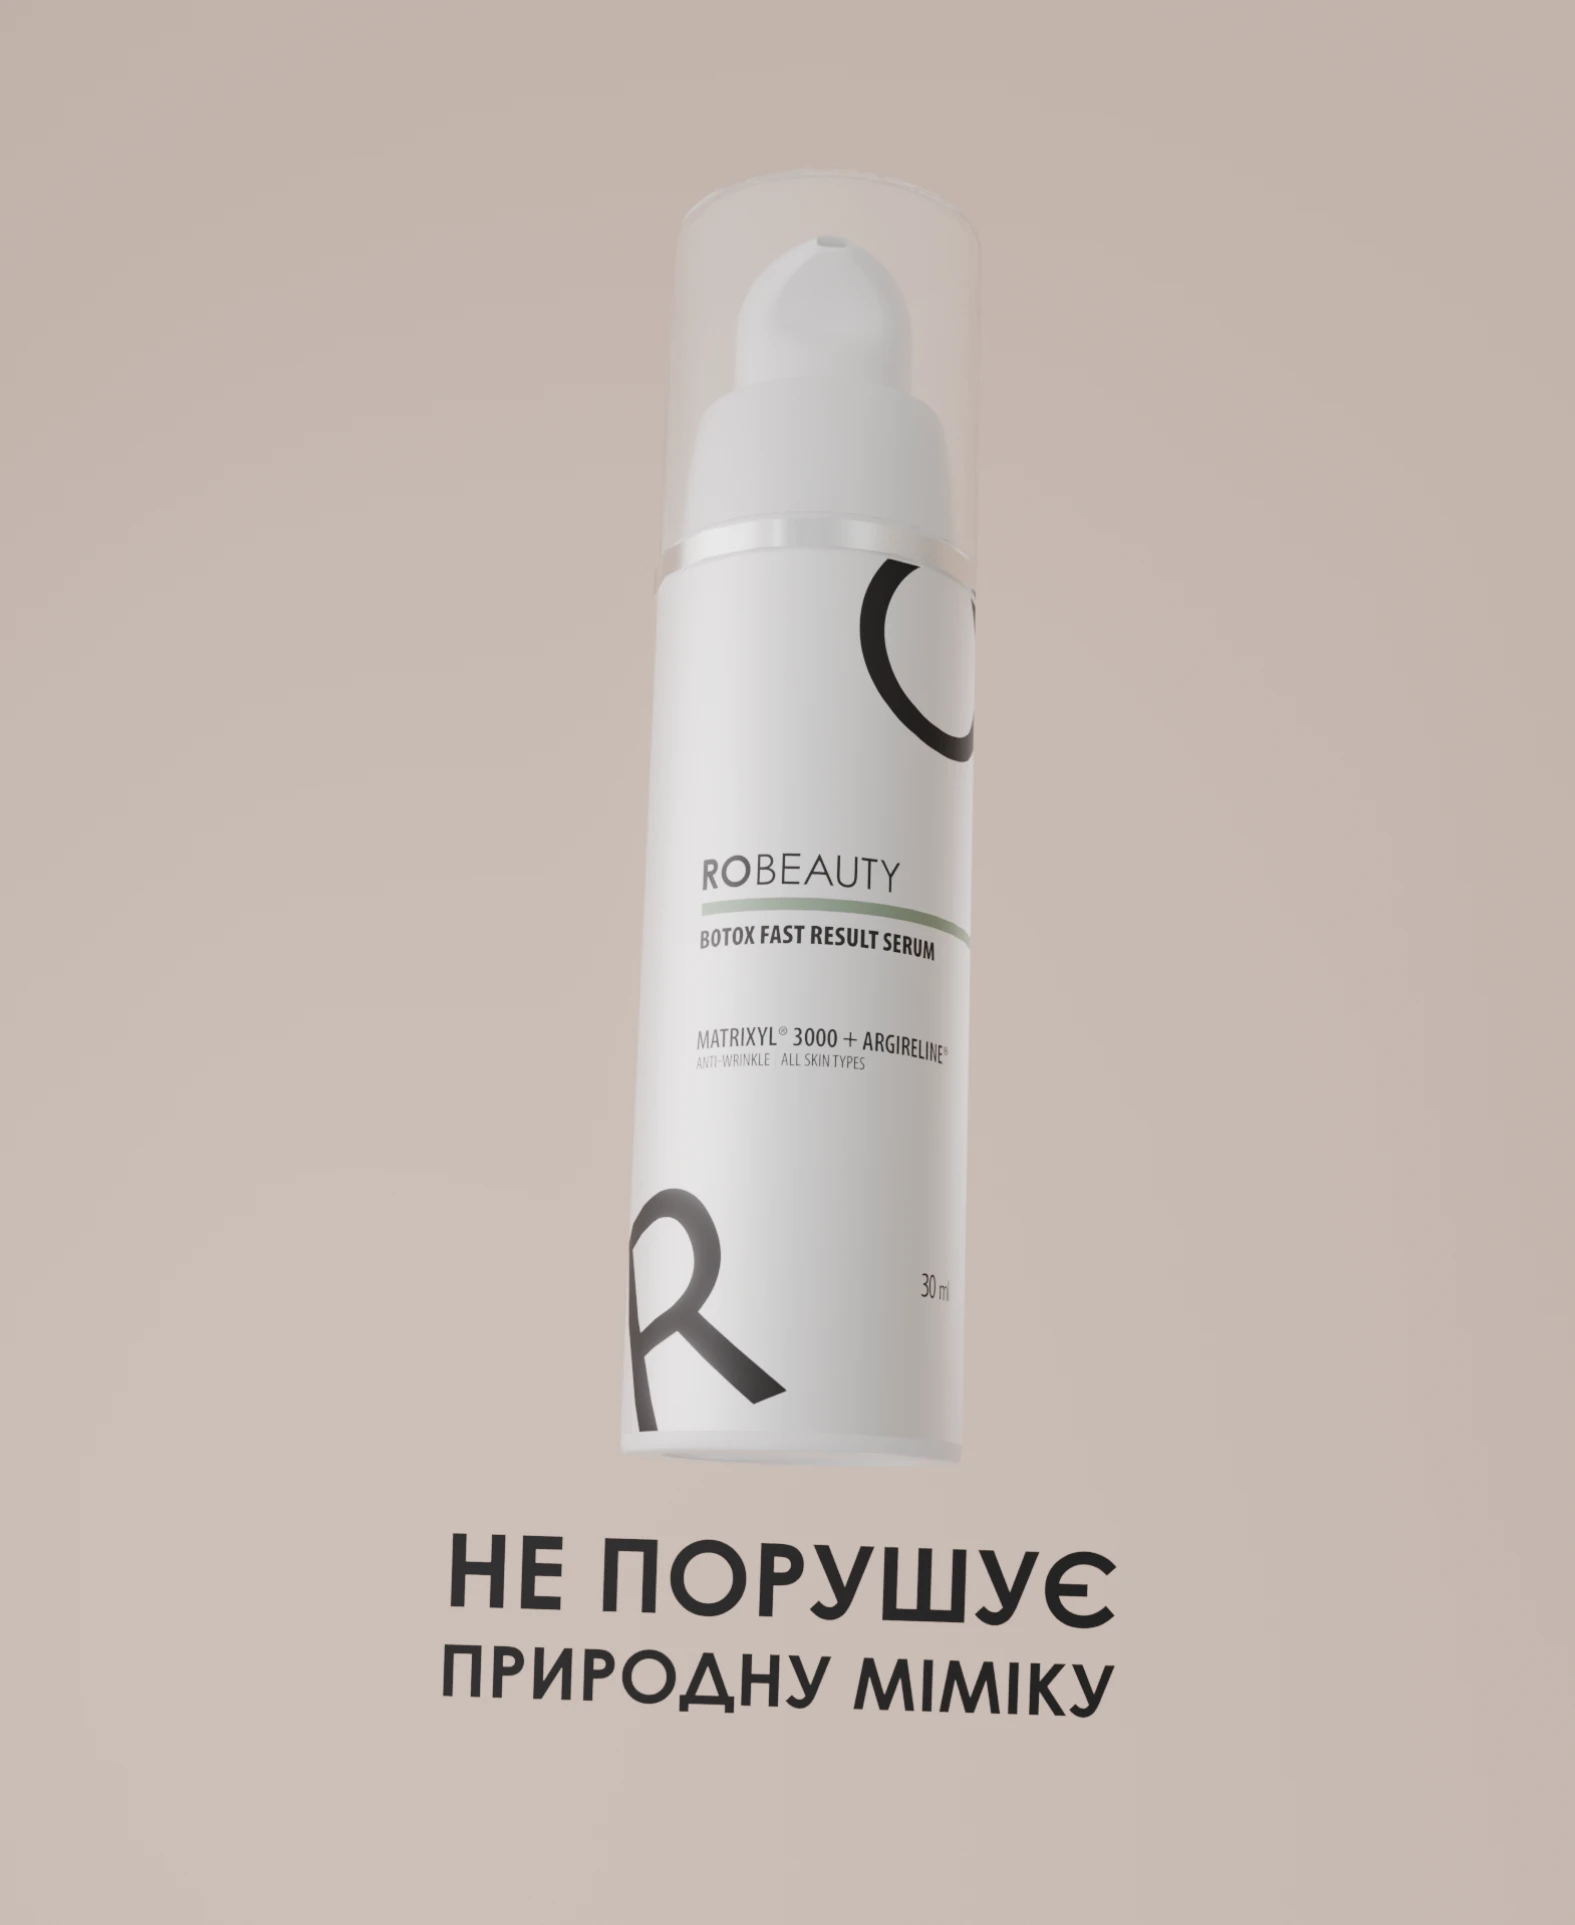 ROBEAUTY
BOTOX FAST RESULT SERUM
MATRIXYL® 3000 + ARGIRELINE®
ANTI-WRINKLE ALL SKIN TYPES
30 ml
R
НЕ ПОРУШУЄ
ПРИРОДНУ МІМІКУ